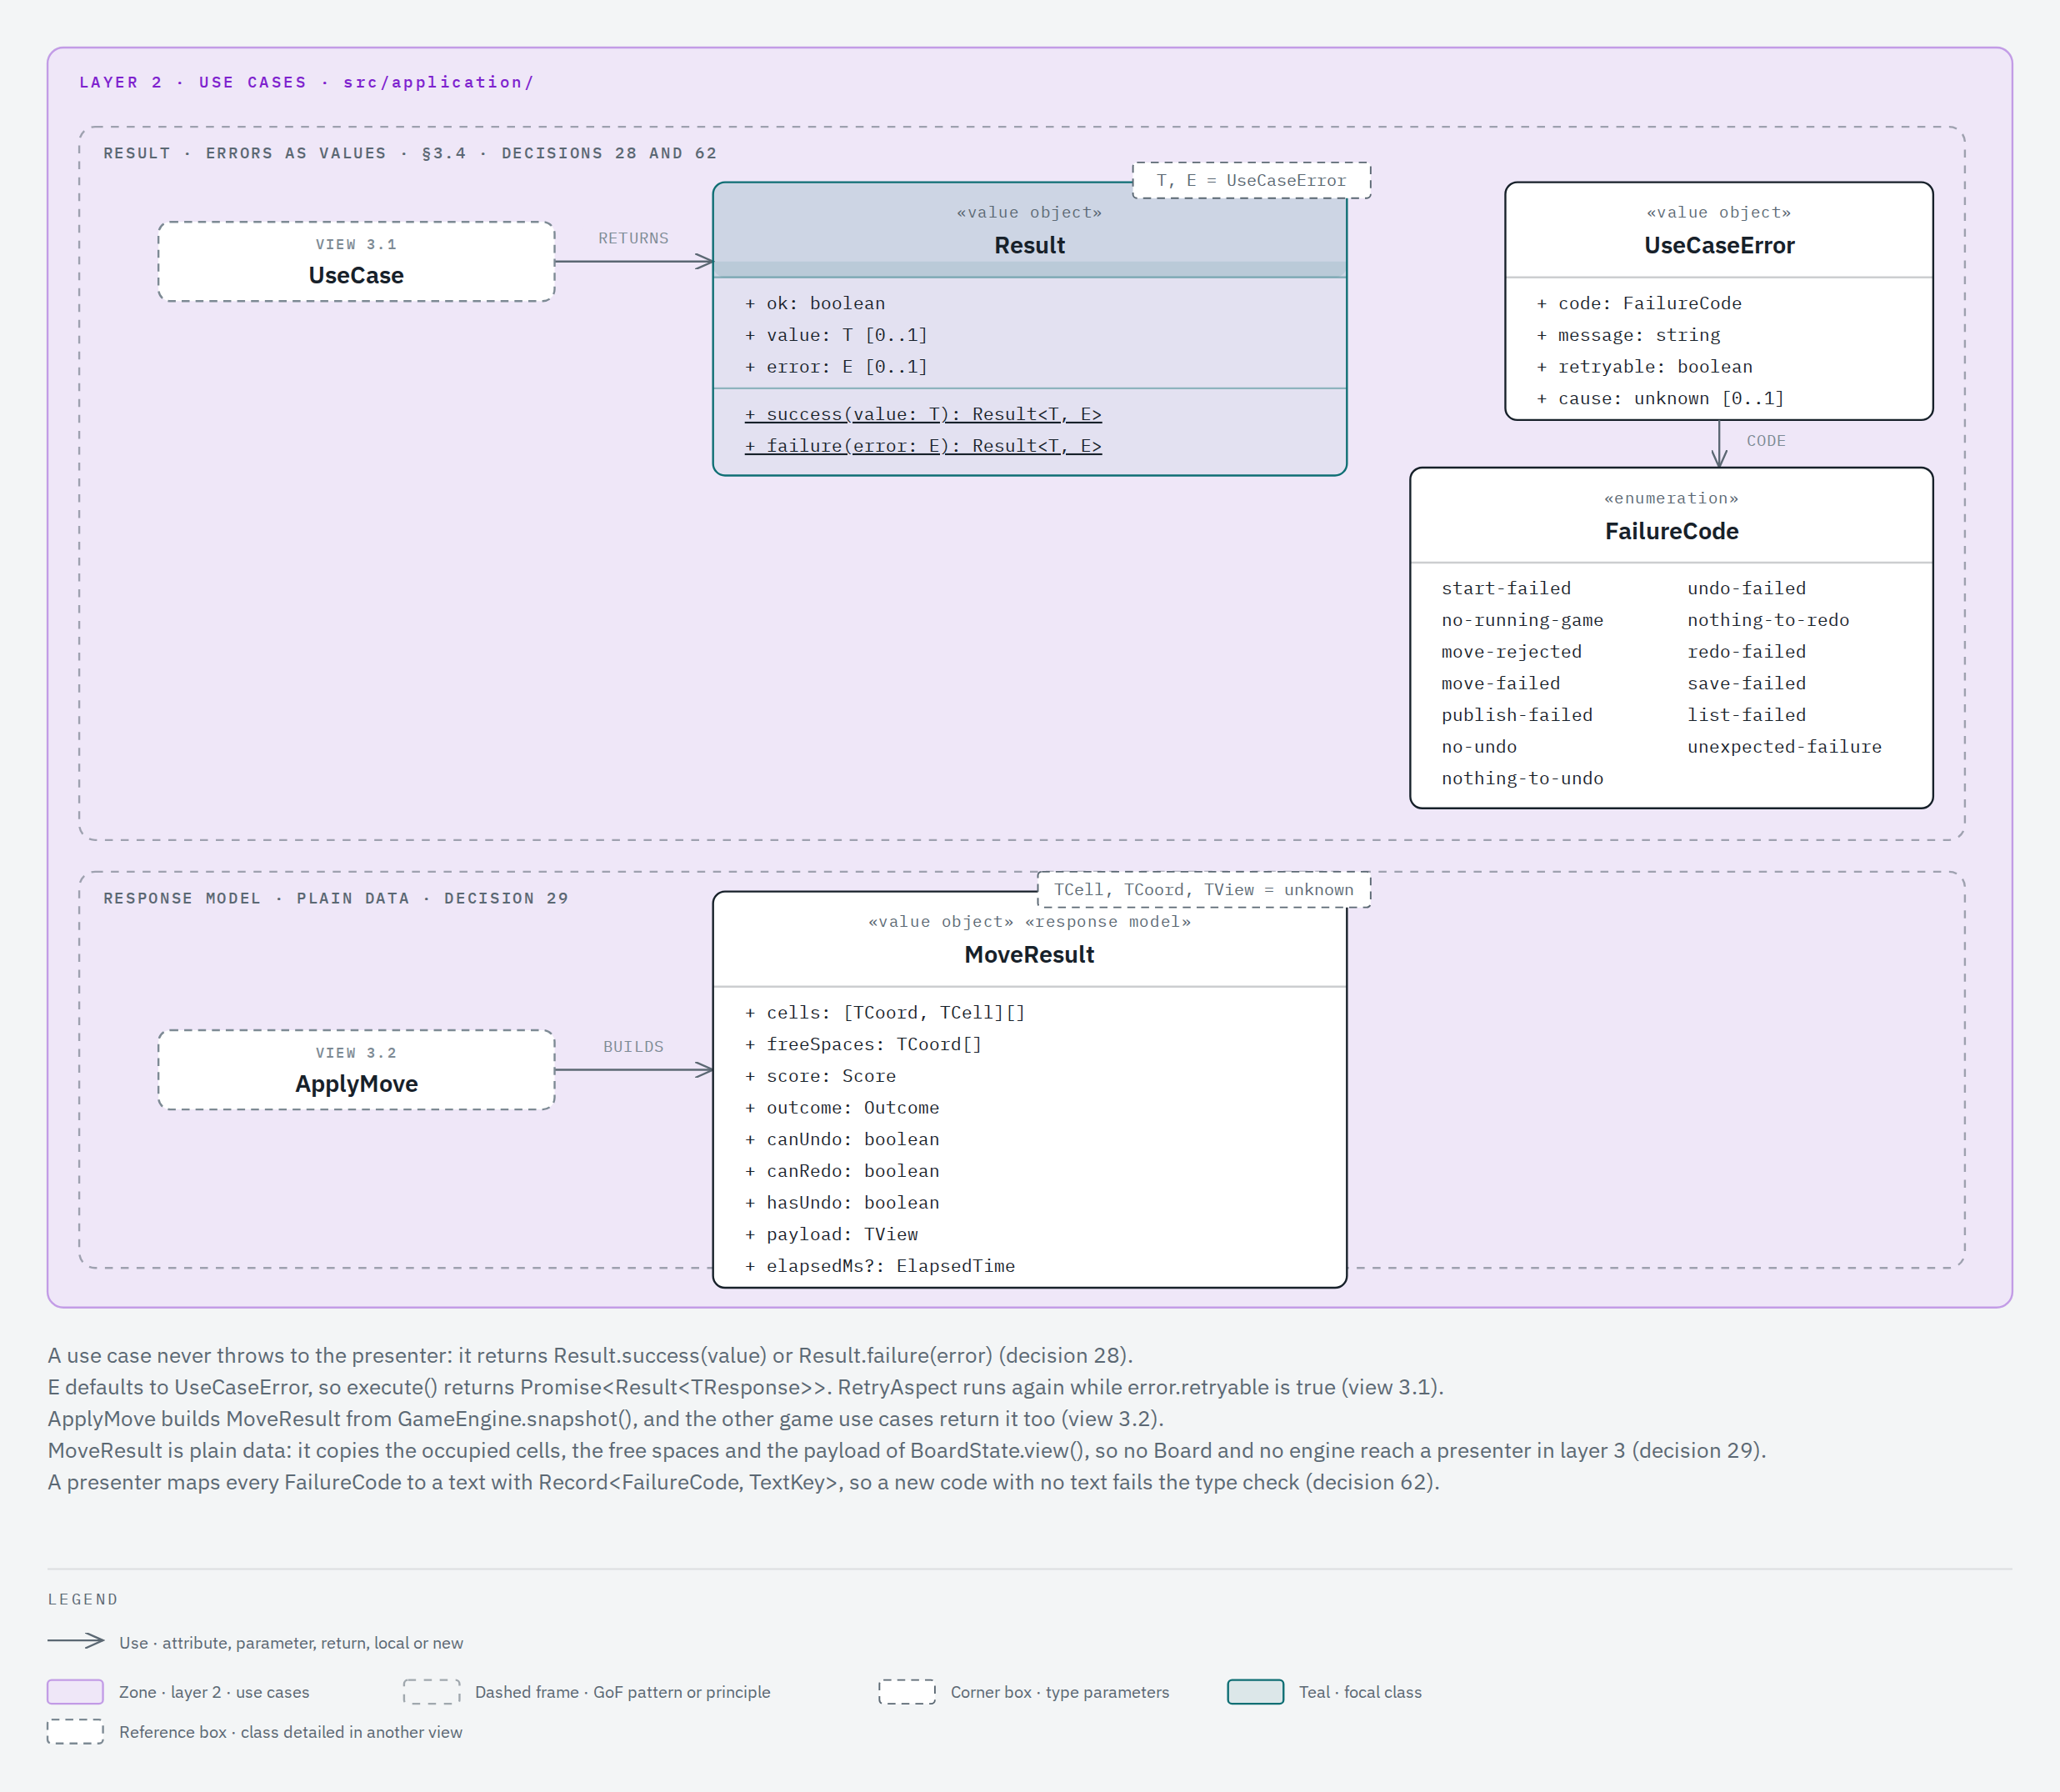 LAYER 2 · USE CASES · src/application/
RESULT · ERRORS AS VALUES · §3.4 · DECISIONS 28 AND 62
VIEW 3.1
UseCase
RETURNS
T, E = UseCaseError
«value object»
Result
+ ok: boolean
+ value: T [0..1]
+ error: E [0..1]
+ success(value: T): Result<T, E>
+ failure(error: E): Result<T, E>
«value object»
UseCaseError
+ code: FailureCode
+ message: string
+ retryable: boolean
+ cause: unknown [0..1]
CODE
«enumeration»
FailureCode
start-failed
no-running-game
move-rejected
move-failed
publish-failed
no-undo
nothing-to-undo
undo-failed
nothing-to-redo
redo-failed
save-failed
list-failed
unexpected-failure
RESPONSE MODEL · PLAIN DATA · DECISION 29
VIEW 3.2
ApplyMove
BUILDS
TCell, TCoord, TView = unknown
«value object» «response model»
MoveResult
+ cells: [TCoord, TCell][]
+ freeSpaces: TCoord[]
+ score: Score
+ outcome: Outcome
+ canUndo: boolean
+ canRedo: boolean
+ hasUndo: boolean
+ payload: TView
+ elapsedMs?: ElapsedTime
A use case never throws to the presenter: it returns Result.success(value) or Result.failure(error) (decision 28).
E defaults to UseCaseError, so execute() returns Promise<Result<TResponse>>. RetryAspect runs again while error.retryable is true (view 3.1).
ApplyMove builds MoveResult from GameEngine.snapshot(), and the other game use cases return it too (view 3.2).
MoveResult is plain data: it copies the occupied cells, the free spaces and the payload of BoardState.view(), so no Board and no engine reach a presenter in layer 3 (decision 29).
A presenter maps every FailureCode to a text with Record<FailureCode, TextKey>, so a new code with no text fails the type check (decision 62).
LEGEND
Use · attribute, parameter, return, local or new
Zone · layer 2 · use cases
Dashed frame · GoF pattern or principle
Corner box · type parameters
Teal · focal class
Reference box · class detailed in another view